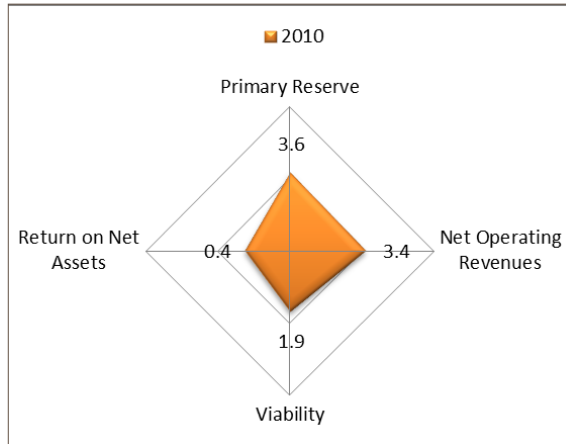 2010
Primary Reserve
3.6
Return on Net
Assets
0.4
3.4
Net Operating
Revenues
1.9
Viability